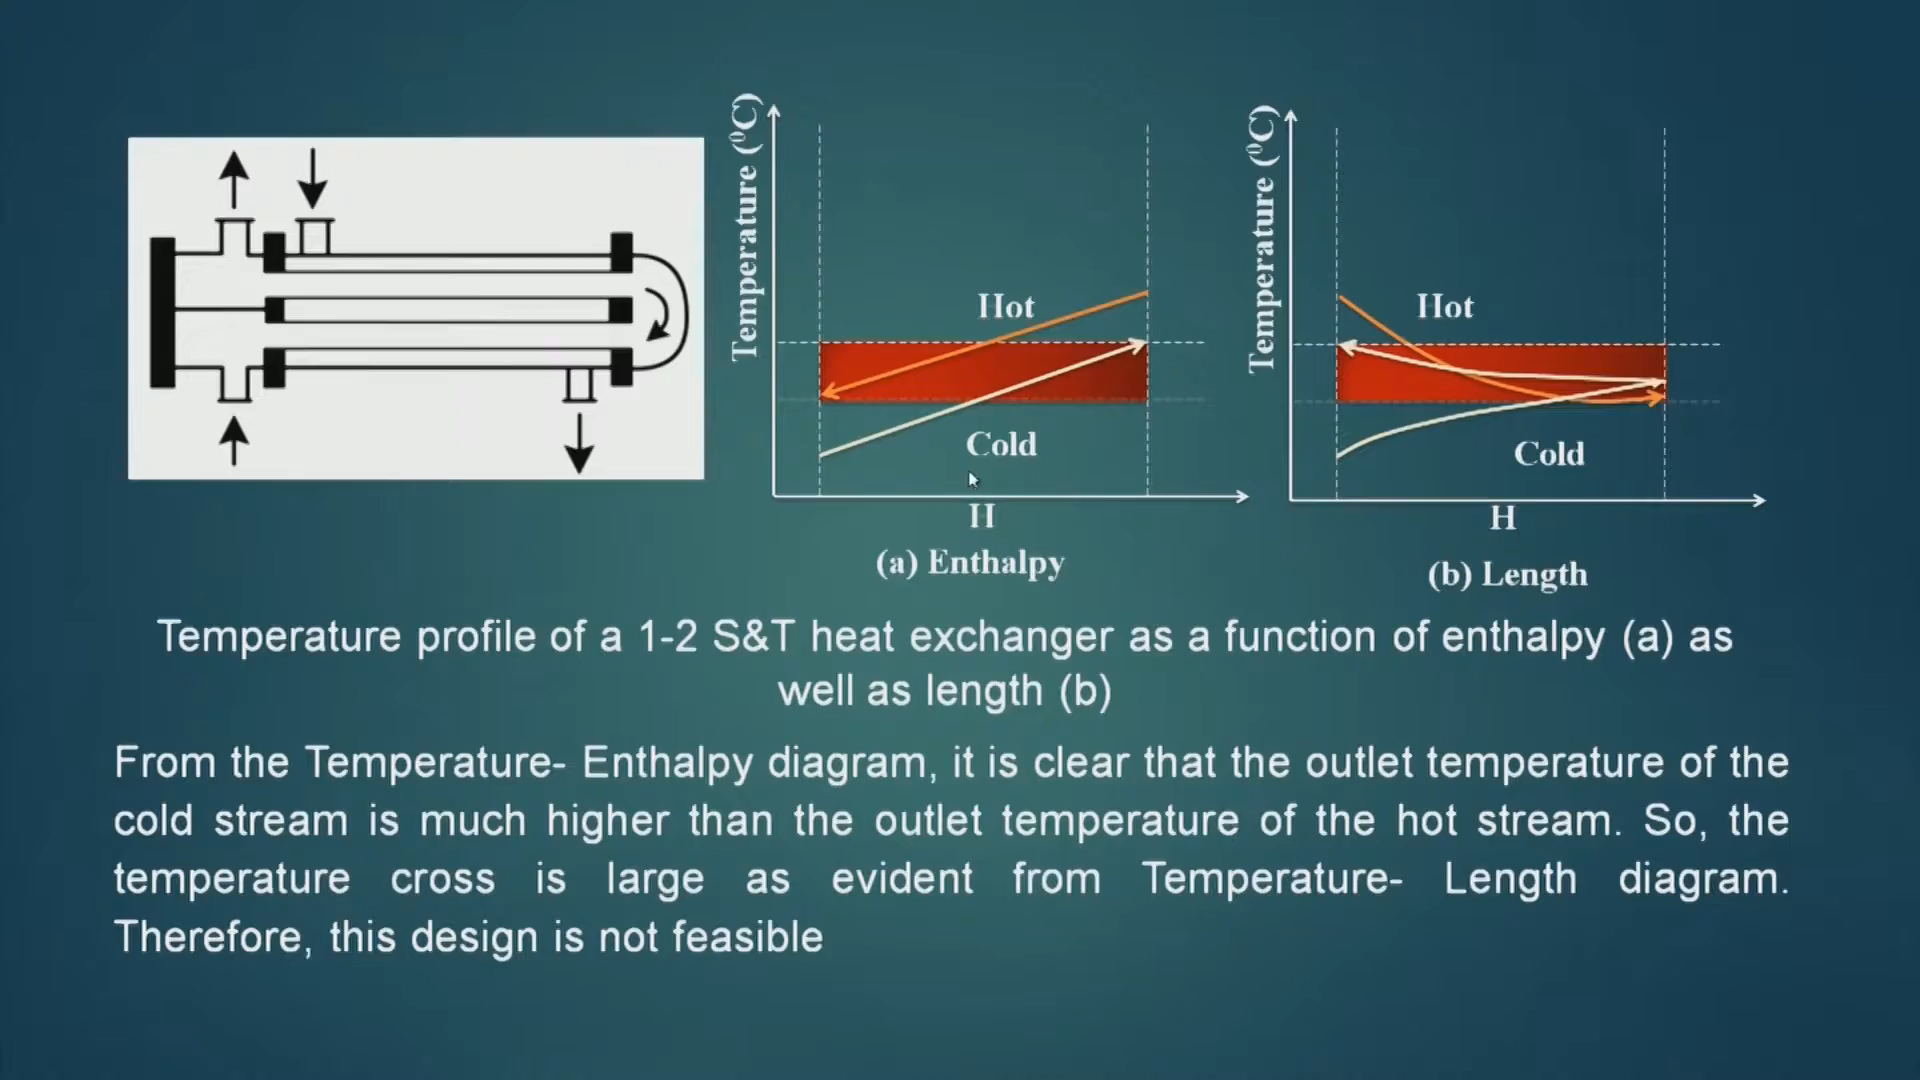 Temperature (⁰C)
Hot
Cold
H
(a) Enthalpy
Temperature (⁰C)
Hot
Cold
H
(b) Length
Temperature profile of a 1-2 S&T heat exchanger as a function of enthalpy (a) as
well as length (b)
From the Temperature- Enthalpy diagram, it is clear that the outlet temperature of the
cold stream is much higher than the outlet temperature of the hot stream. So, the
temperature cross is large as evident from Temperature- Length diagram.
Therefore, this design is not feasible